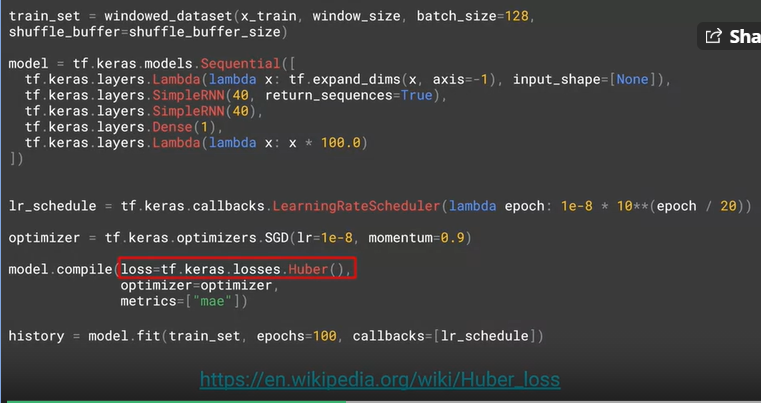 train_set = windowed_dataset(x_train, window_size, batch_size=128,
shuffle_buffer=shuffle_buffer_size)
Sha
model = tf.keras.models.Sequential([
  tf.keras.layers.Lambda(lambda x: tf.expand_dims(x, axis=-1), input_shape=[None]),
  tf.keras.layers.SimpleRNN(40, return_sequences=True),
  tf.keras.layers.SimpleRNN(40),
  tf.keras.layers.Dense(1),
  tf.keras.layers.Lambda(lambda x: x * 100.0)
])
lr_schedule = tf.keras.callbacks.LearningRateScheduler(lambda epoch: 1e-8 * 10**(epoch / 20))
optimizer = tf.keras.optimizers.SGD(lr=1e-8, momentum=0.9)
model.compile(loss=tf.keras.losses.Huber(),
              optimizer=optimizer,
              metrics=["mae"])
history = model.fit(train_set, epochs=100, callbacks=[lr_schedule])
https://en.wikipedia.org/wiki/Huber_loss